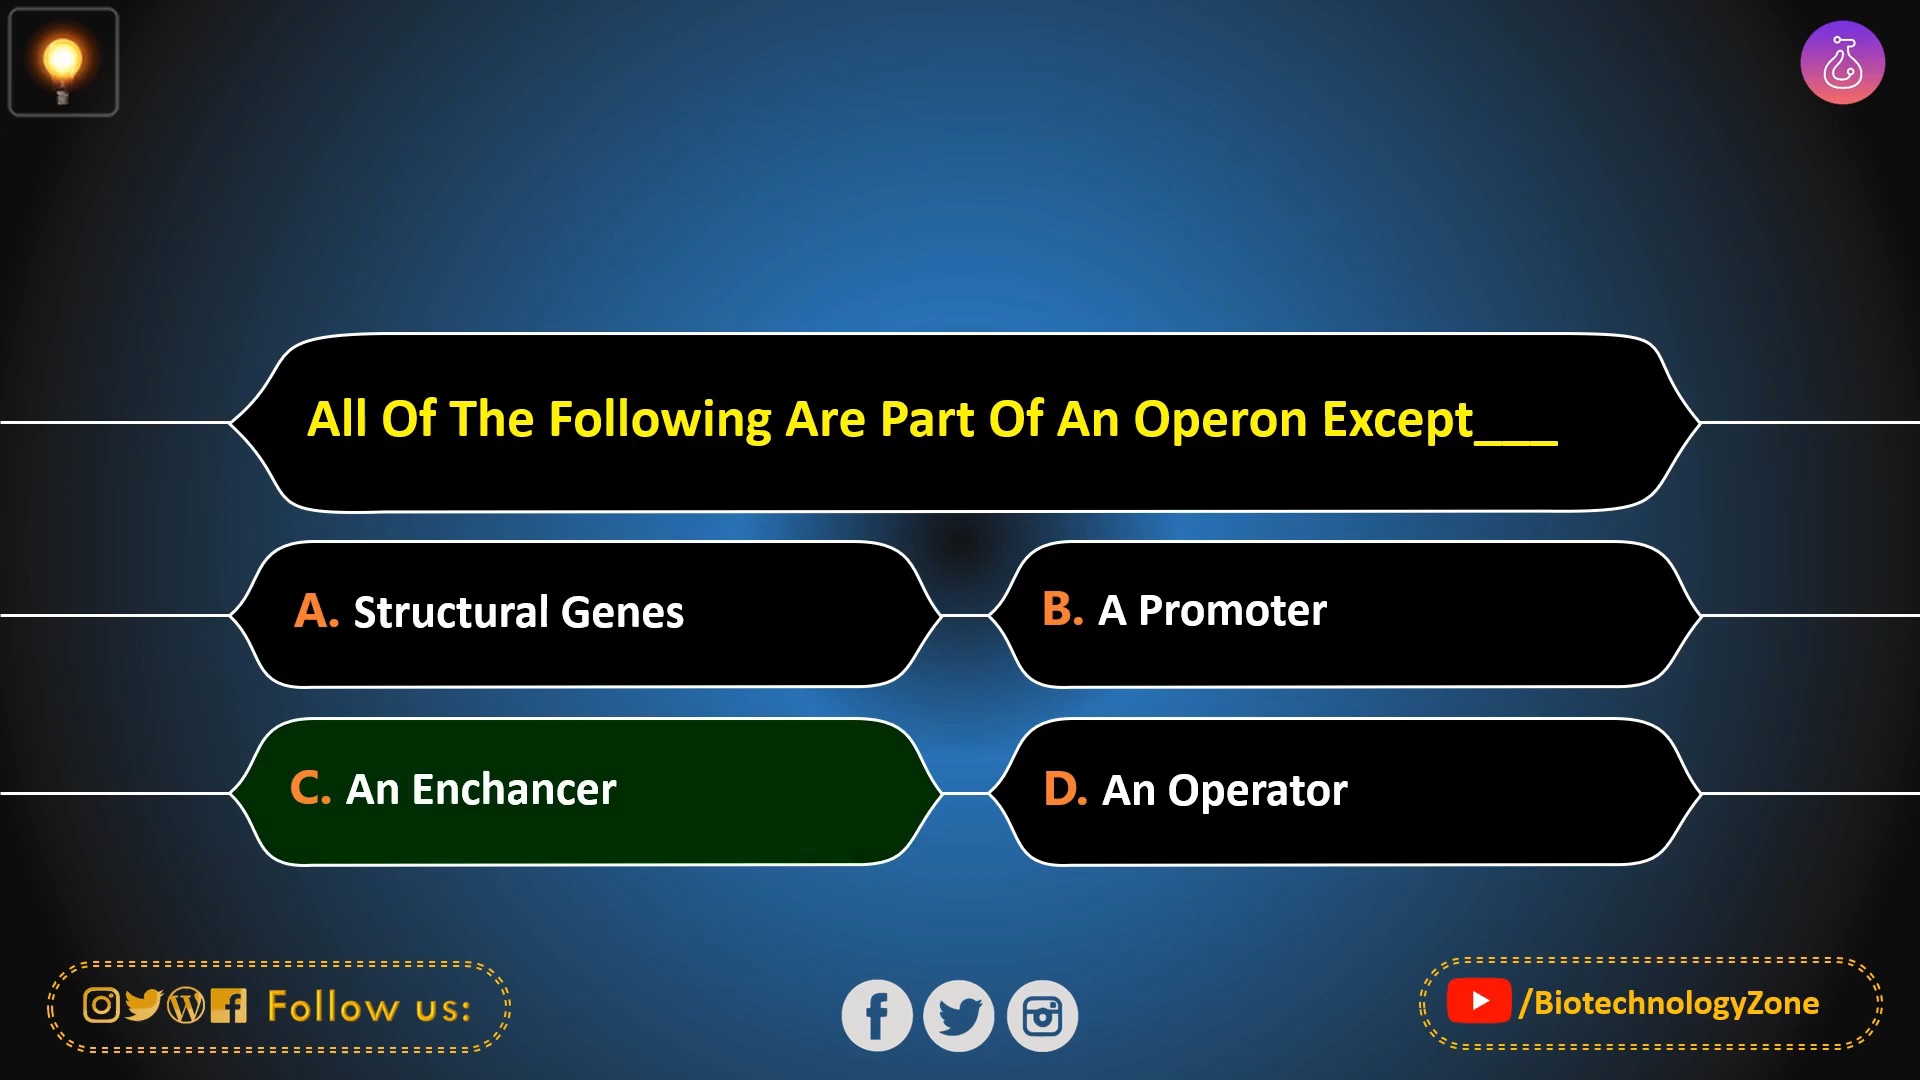 All Of The Following Are Part Of An Operon Except___
A. Structural Genes
B. A Promoter
C. An Enchancer
D. An Operator
Follow us:
/BiotechnologyZone